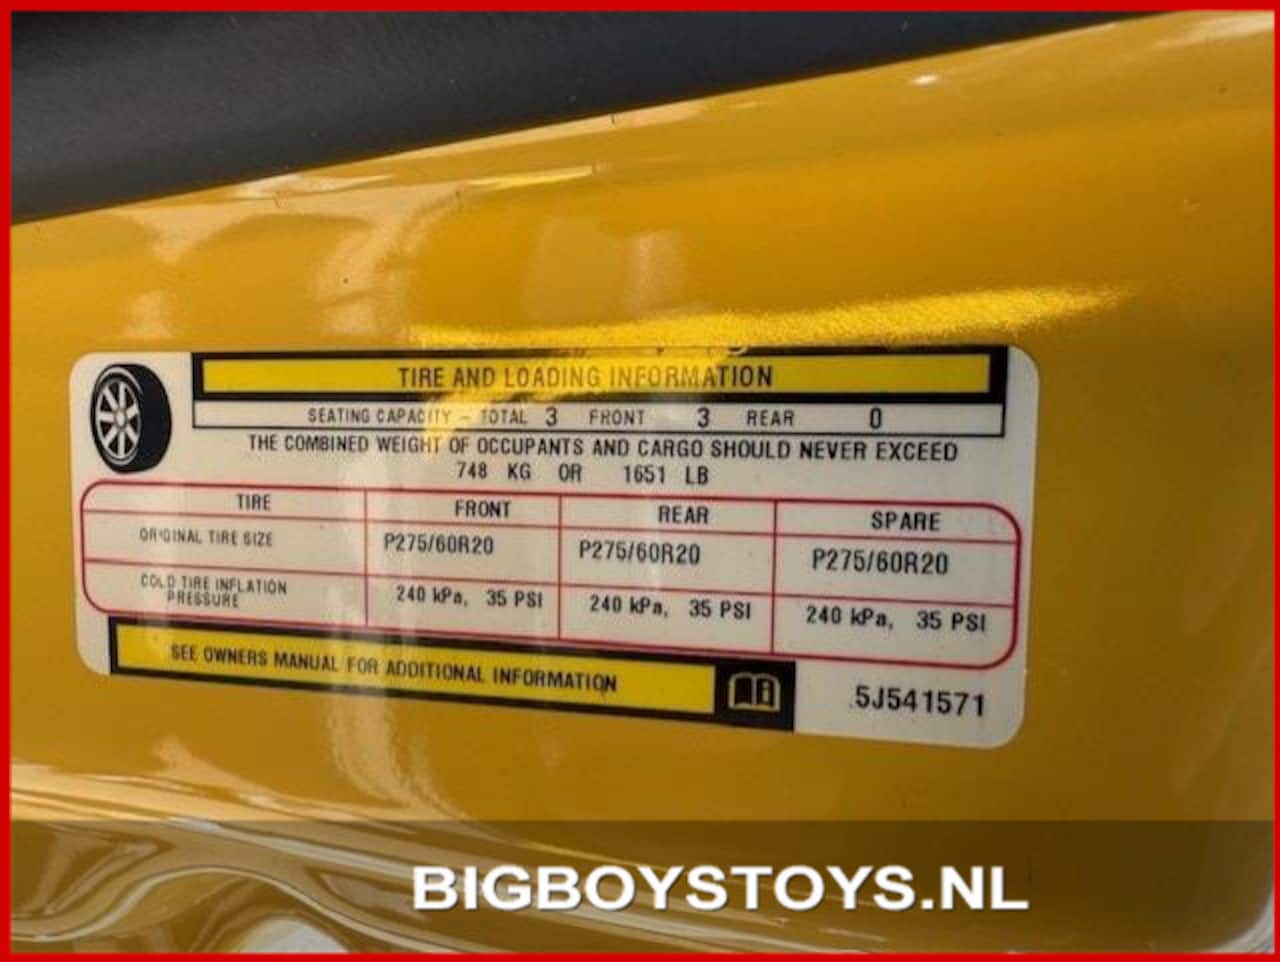 TIRE AND LOADING INFORMATION
SEATING CAPACITY - TOTAL 3 FRONT 3 REAR 0
THE COMBINED WEIGHT OF OCCUPANTS AND CARGO SHOULD NEVER EXCEED
748 KG OR 1651 LB
TIRE FRONT REAR SPARE
ORIGINAL TIRE SIZE P275/60R20 P275/60R20 P275/60R20
COLD TIRE INFLATION PRESSURE 240 kPa, 35 PSI 240 kPa, 35 PSI 240 kPa, 35 PSI
SEE OWNERS MANUAL FOR ADDITIONAL INFORMATION
5J541571
BIGBOYSTOYS.NL